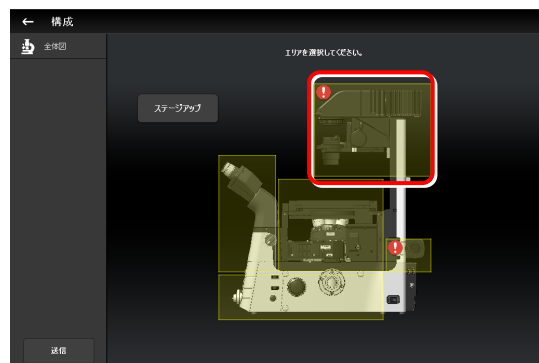 ← 構成
全体図
エリアを選択してください。
ステージアップ
送信